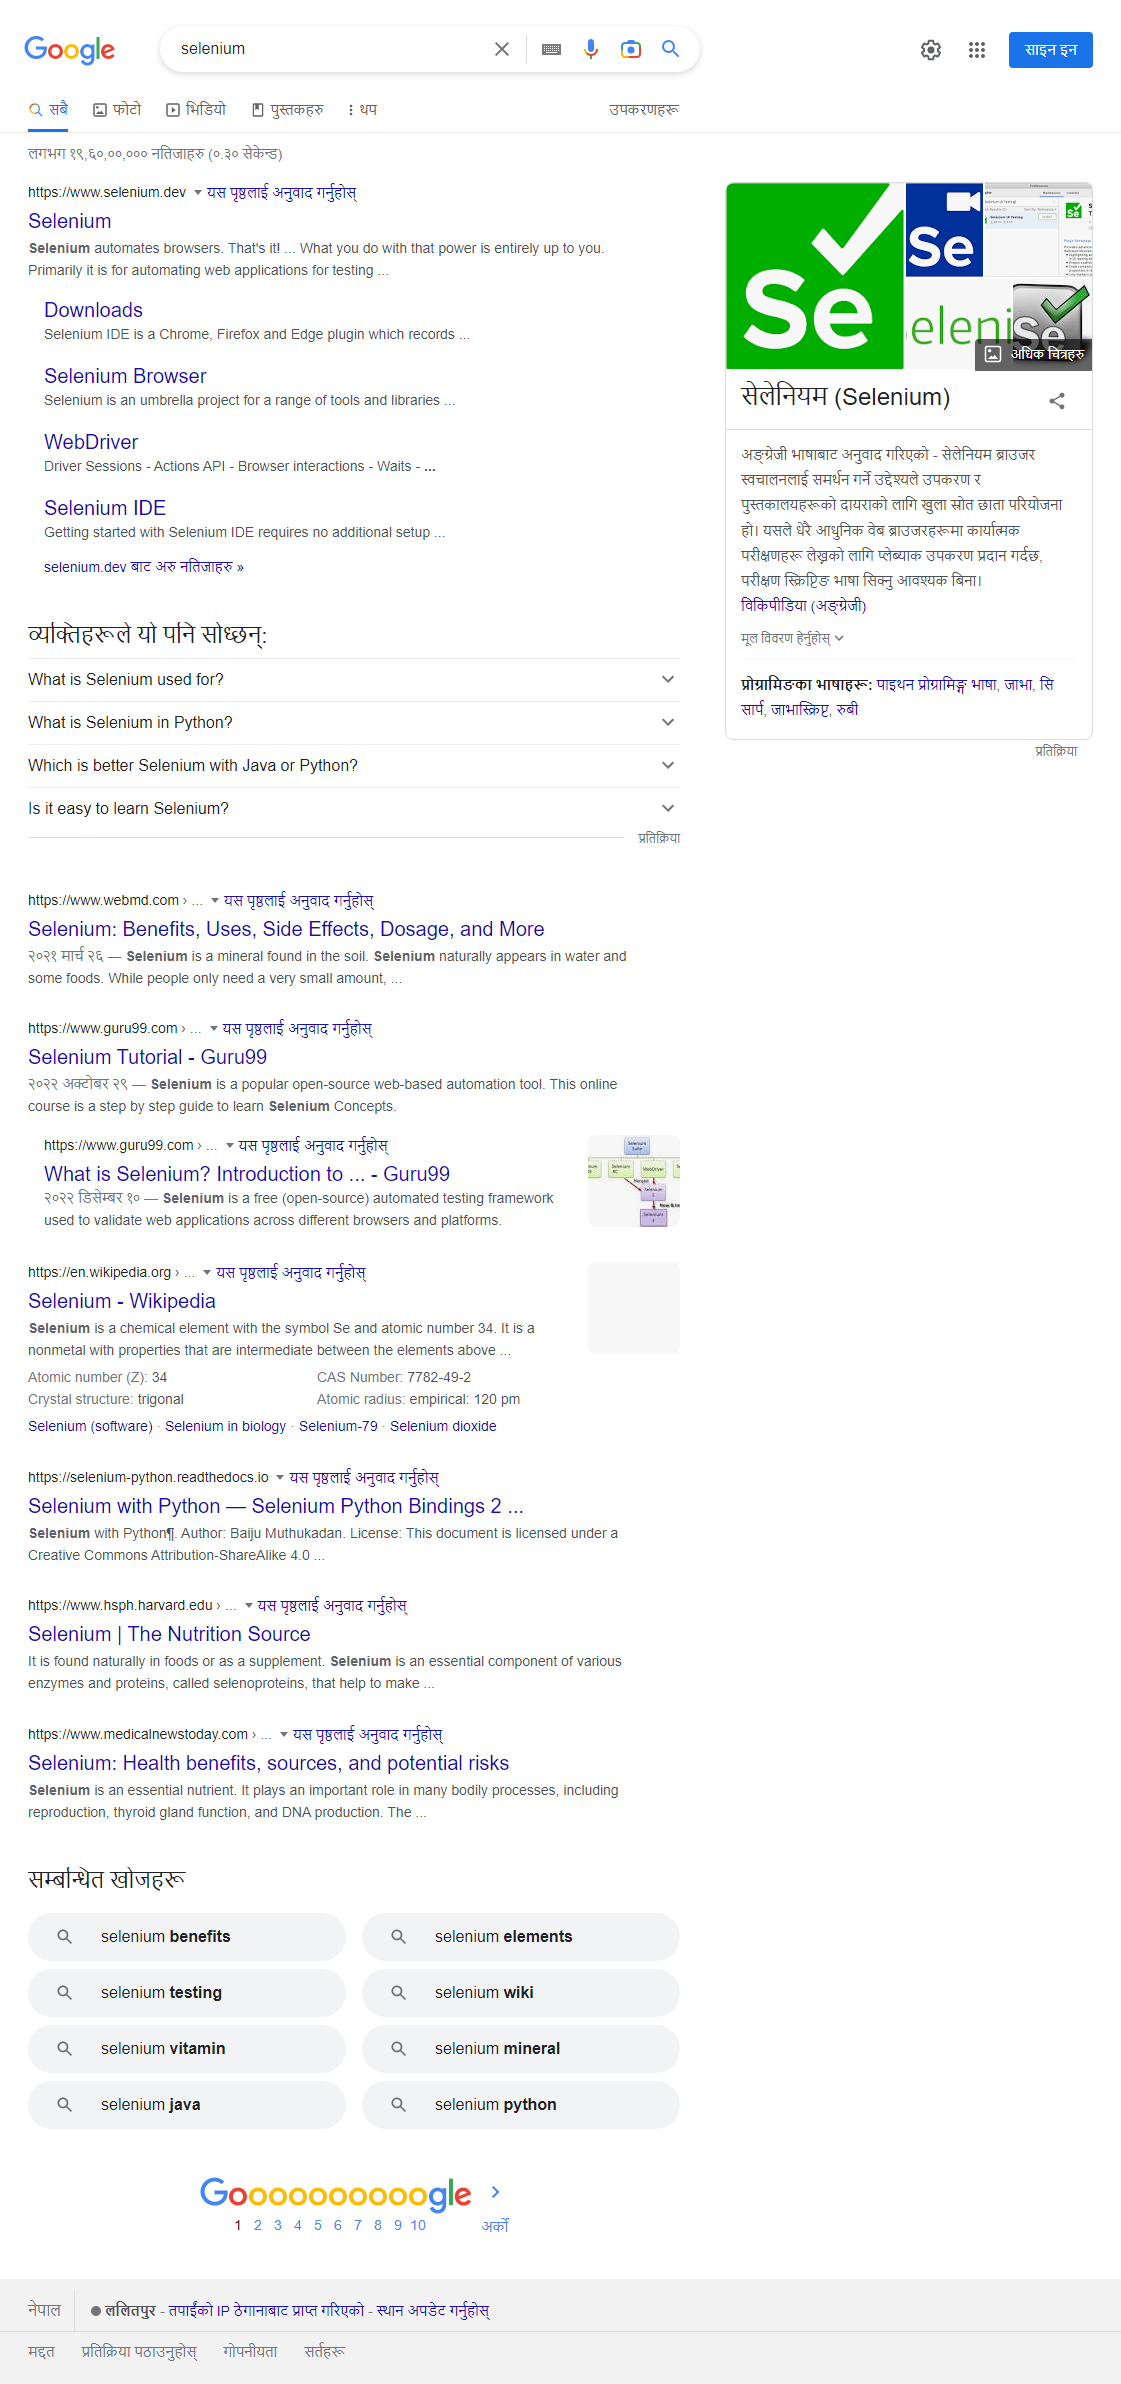 Google
selenium
साइन इन
सबै
फोटो
भिडियो
पुस्तकहरु
थप
उपकरणहरू
लगभग १९,६०,००,००० नतिजाहरु (०.३० सेकेन्ड)
https://www.selenium.dev यस पृष्ठलाई अनुवाद गर्नुहोस्
Selenium
Selenium automates browsers. That's it! ... What you do with that power is entirely up to you.
Primarily it is for automating web applications for testing ...
Downloads
Selenium IDE is a Chrome, Firefox and Edge plugin which records ...
Selenium Browser
Selenium is an umbrella project for a range of tools and libraries ...
WebDriver
Driver Sessions - Actions API - Browser interactions - Waits - ...
Selenium IDE
Getting started with Selenium IDE requires no additional setup ...
selenium.dev बाट अरु नतिजाहरु »
व्यक्तिहरूले यो पनि सोध्छन्:
What is Selenium used for?
What is Selenium in Python?
Which is better Selenium with Java or Python?
Is it easy to learn Selenium?
प्रतिक्रिया
https://www.webmd.com › ... यस पृष्ठलाई अनुवाद गर्नुहोस्
Selenium: Benefits, Uses, Side Effects, Dosage, and More
२०२१ मार्च २६ — Selenium is a mineral found in the soil. Selenium naturally appears in water and
some foods. While people only need a very small amount, ...
https://www.guru99.com › ... यस पृष्ठलाई अनुवाद गर्नुहोस्
Selenium Tutorial - Guru99
२०२२ अक्टोबर २९ — Selenium is a popular open-source web-based automation tool. This online
course is a step by step guide to learn Selenium Concepts.
https://www.guru99.com › ... यस पृष्ठलाई अनुवाद गर्नुहोस्
What is Selenium? Introduction to ... - Guru99
२०२२ डिसेम्बर १० — Selenium is a free (open-source) automated testing framework
used to validate web applications across different browsers and platforms.
https://en.wikipedia.org › ... यस पृष्ठलाई अनुवाद गर्नुहोस्
Selenium - Wikipedia
Selenium is a chemical element with the symbol Se and atomic number 34. It is a
nonmetal with properties that are intermediate between the elements above ...
Atomic number (Z): 34 CAS Number: 7782-49-2
Crystal structure: trigonal Atomic radius: empirical: 120 pm
Selenium (software) · Selenium in biology · Selenium-79 · Selenium dioxide
https://selenium-python.readthedocs.io यस पृष्ठलाई अनुवाद गर्नुहोस्
Selenium with Python — Selenium Python Bindings 2 ...
Selenium with Python¶. Author: Baiju Muthukadan. License: This document is licensed under a
Creative Commons Attribution-ShareAlike 4.0 ...
https://www.hsph.harvard.edu › ... यस पृष्ठलाई अनुवाद गर्नुहोस्
Selenium | The Nutrition Source
It is found naturally in foods or as a supplement. Selenium is an essential component of various
enzymes and proteins, called selenoproteins, that help to make ...
https://www.medicalnewstoday.com › ... यस पृष्ठलाई अनुवाद गर्नुहोस्
Selenium: Health benefits, sources, and potential risks
Selenium is an essential nutrient. It plays an important role in many bodily processes, including
reproduction, thyroid gland function, and DNA production. The ...
सम्बन्धित खोजहरू
selenium benefits
selenium elements
selenium testing
selenium wiki
selenium vitamin
selenium mineral
selenium java
selenium python
Goooooooooogle
1 2 3 4 5 6 7 8 9 10 अर्को
Se
Se
Seleni
Se
अधिक चित्रहरु
सेलेनियम (Selenium)
अङ्ग्रेजी भाषाबाट अनुवाद गरिएको - सेलेनियम ब्राउजर
स्वचालनलाई समर्थन गर्ने उद्देश्यले उपकरण र
पुस्तकालयहरूको दायराको लागि खुला स्रोत छाता परियोजना
हो। यसले धेरै आधुनिक वेब ब्राउजरहरूमा कार्यात्मक
परीक्षणहरू लेख्नको लागि प्लेब्याक उपकरण प्रदान गर्दछ,
परीक्षण स्क्रिप्टिङ भाषा सिक्नु आवश्यक बिना।
विकिपीडिया (अङ्ग्रेजी)
मूल विवरण हेर्नुहोस्
प्रोग्रामिङका भाषाहरू: पाइथन प्रोग्रामिङ्ग भाषा, जाभा, सि
सार्प, जाभास्क्रिप्ट, रुबी
प्रतिक्रिया
नेपाल
ललितपुर - तपाईँको IP ठेगानाबाट प्राप्त गरिएको - स्थान अपडेट गर्नुहोस्
मद्दत प्रतिक्रिया पठाउनुहोस् गोपनीयता सर्तहरू